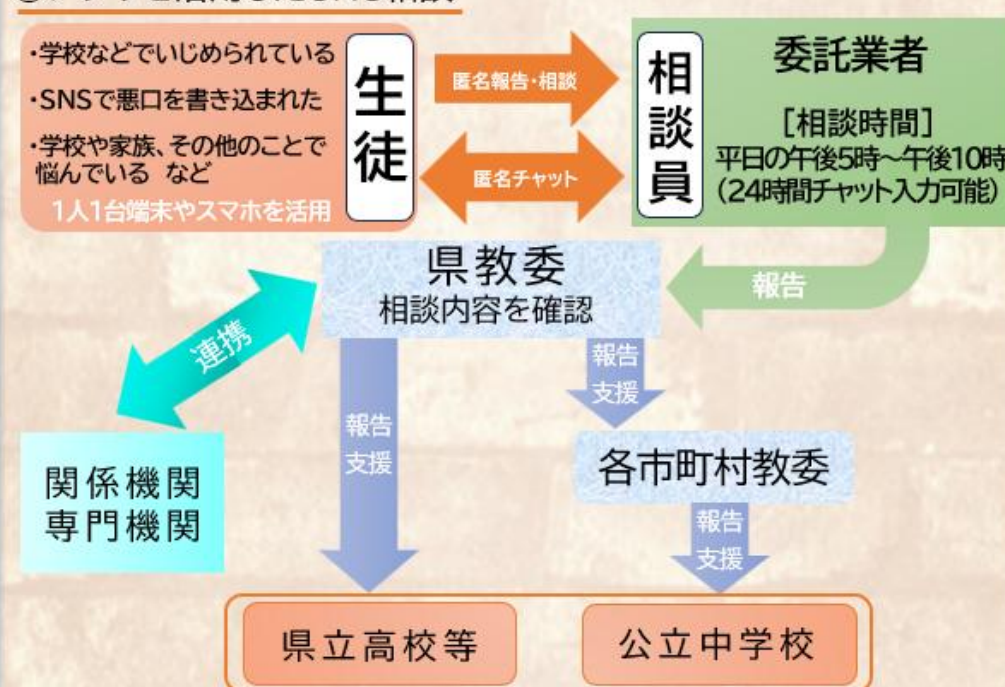 ・学校などでいじめられている
・SNSで悪口を書き込まれた
・学校や家族、その他のことで
悩んでいる など
1人1台端末やスマホを活用
生徒
匿名報告・相談
匿名チャット
相談員
委託業者
[相談時間]
平日の午後5時～午後10時
(24時間チャット入力可能)
報告
県教委
相談内容を確認
連携
関係機関
専門機関
報告
支援
報告
支援
各市町村教委
報告
支援
県立高校等
公立中学校